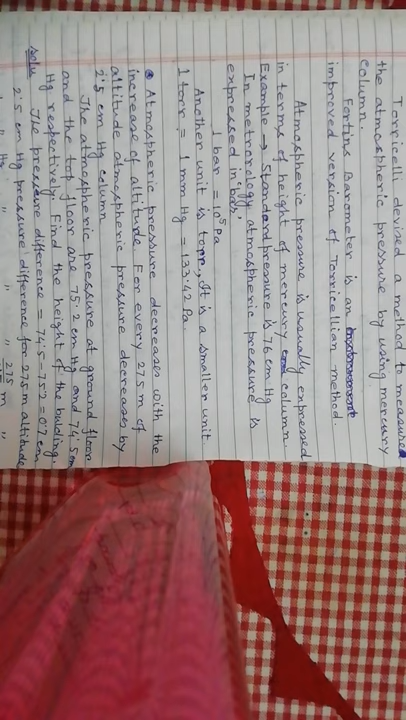 Torricelli devised a method to measure
the atmospheric pressure by using mercury
column.
Fortins Barometer is an
improved version of Torricellian method.
Atmospheric pressure is usually expressed
in terms of height of mercury column.
Example → Standard pressure is 76 cm Hg
In metrorology atmospheric pressure is
expressed in bar.
1 bar = 10⁵ Pa
Another unit is torr, It is a smaller unit
1 torr = 1 mm Hg = 133.42 Pa
• Atmospheric pressure decreases with the
increase of altitude. For every 275 m of
altitude atmospheric pressure decreases by
2.5 cm Hg column
The atmospheric pressure at ground floor
and the top floor are 75.2 cm Hg and 74.5 cm
Hg respectively. Find the height of the bulding.
solu The pressure difference = 74.5-75.2 = 0.7 cm
2.5 cm Hg pressure difference for 275 m altitude
" Hg " " " 275 m "